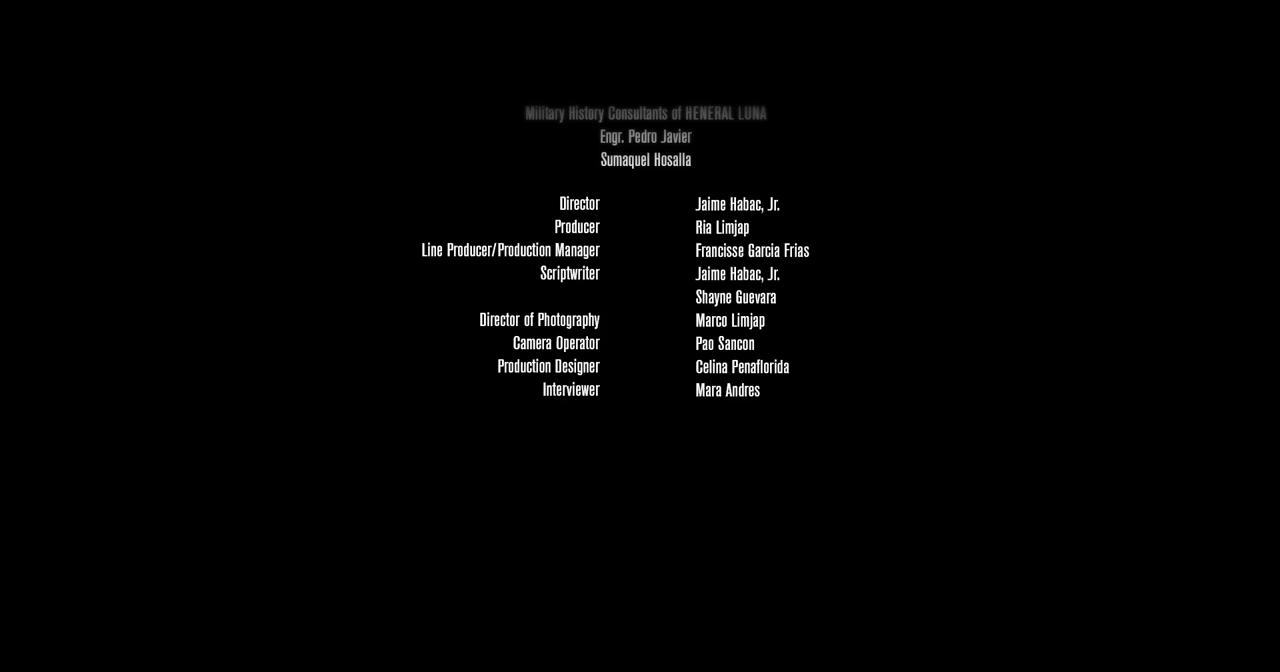 Military History Consultants of HENERAL LUNA
Engr. Pedro Javier
Sumaquel Hosalla
Director Jaime Habac, Jr.
Producer Ria Limjap
Line Producer/Production Manager Francisse Garcia Frias
Scriptwriter Jaime Habac, Jr.
Shayne Guevara
Director of Photography Marco Limjap
Camera Operator Pao Sancon
Production Designer Celina Penaflorida
Interviewer Mara Andres